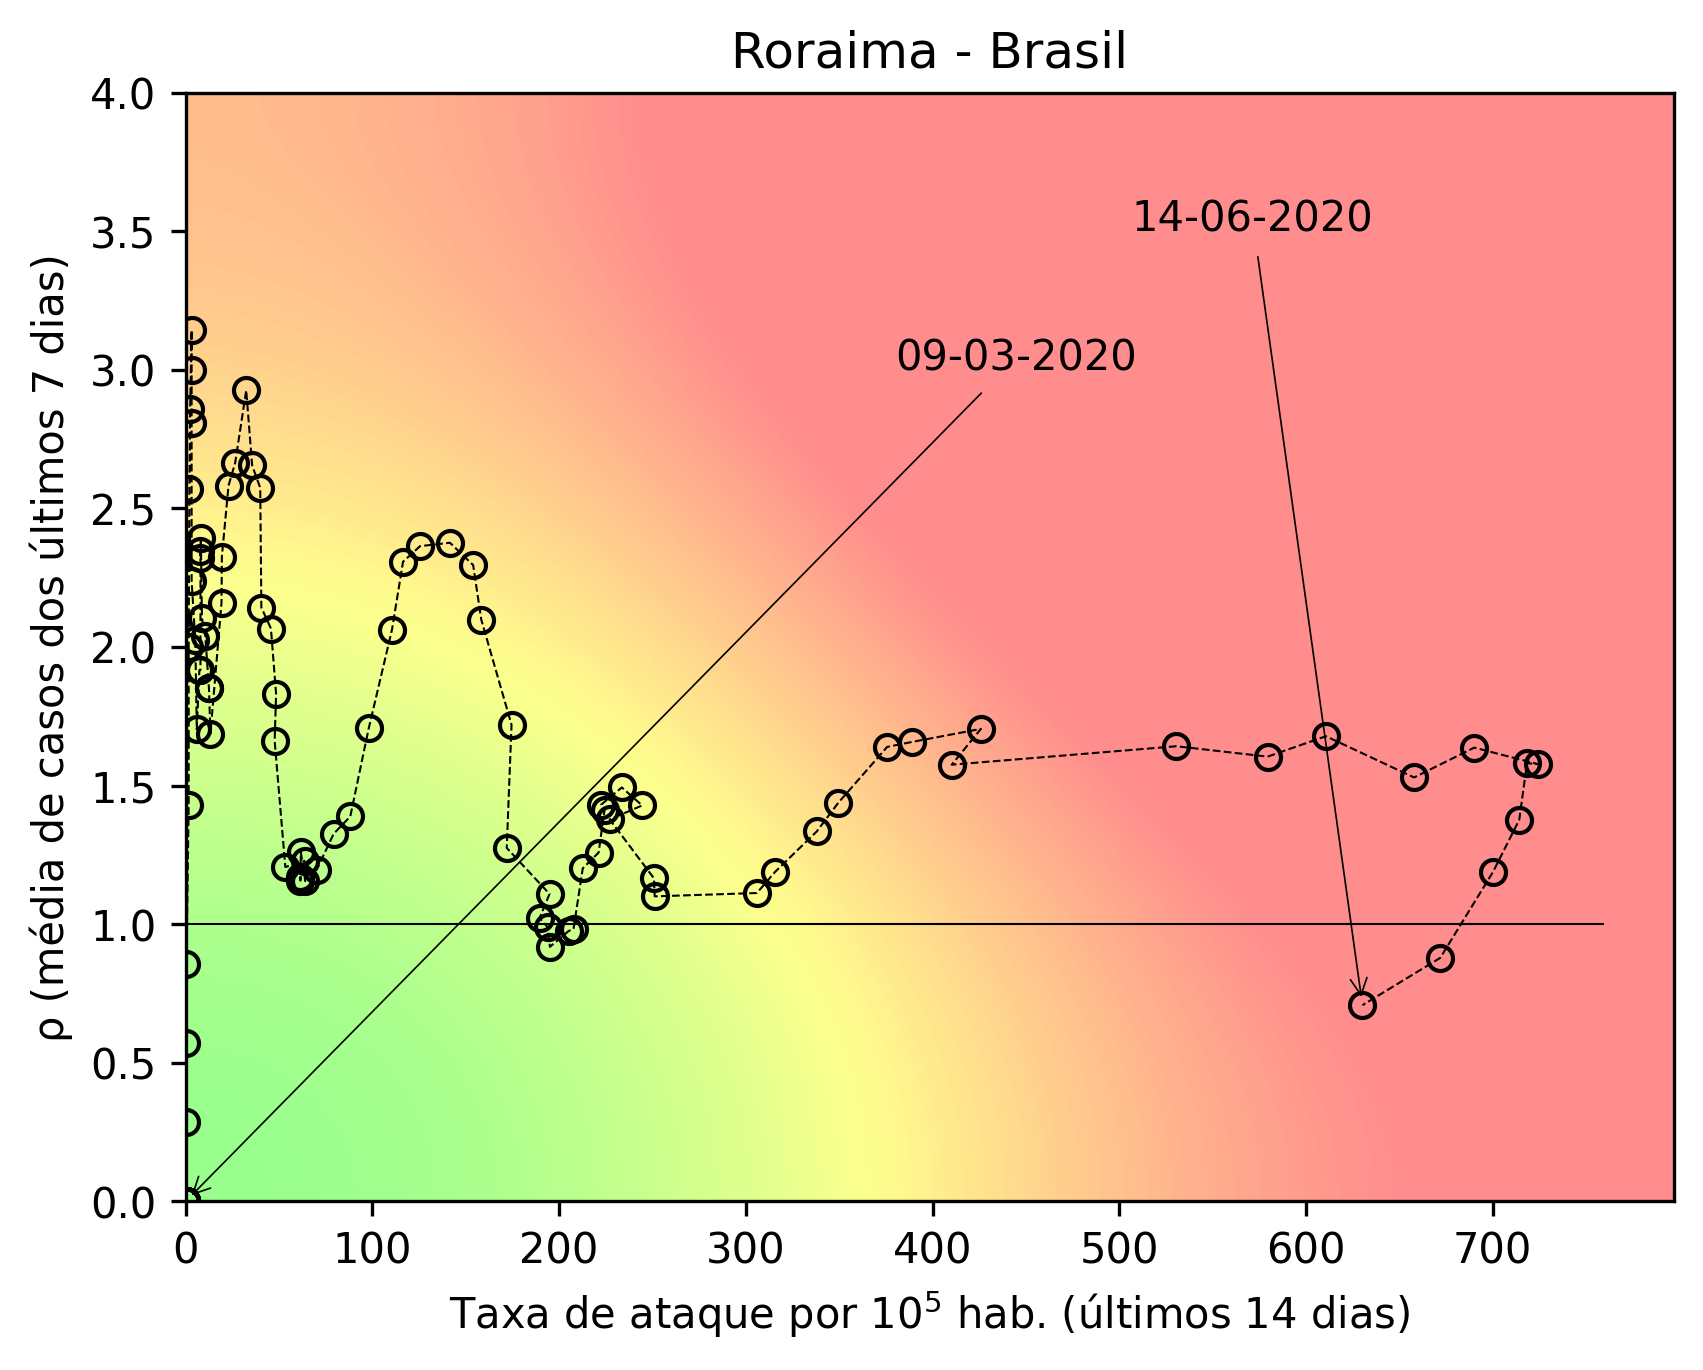 Roraima - Brasil
4.0
3.5
3.0
2.5
2.0
1.5
1.0
0.5
0.0
ρ (média de casos dos últimos 7 dias)
14-06-2020
09-03-2020
0 100 200 300 400 500 600 700
Taxa de ataque por 10⁵ hab. (últimos 14 dias)